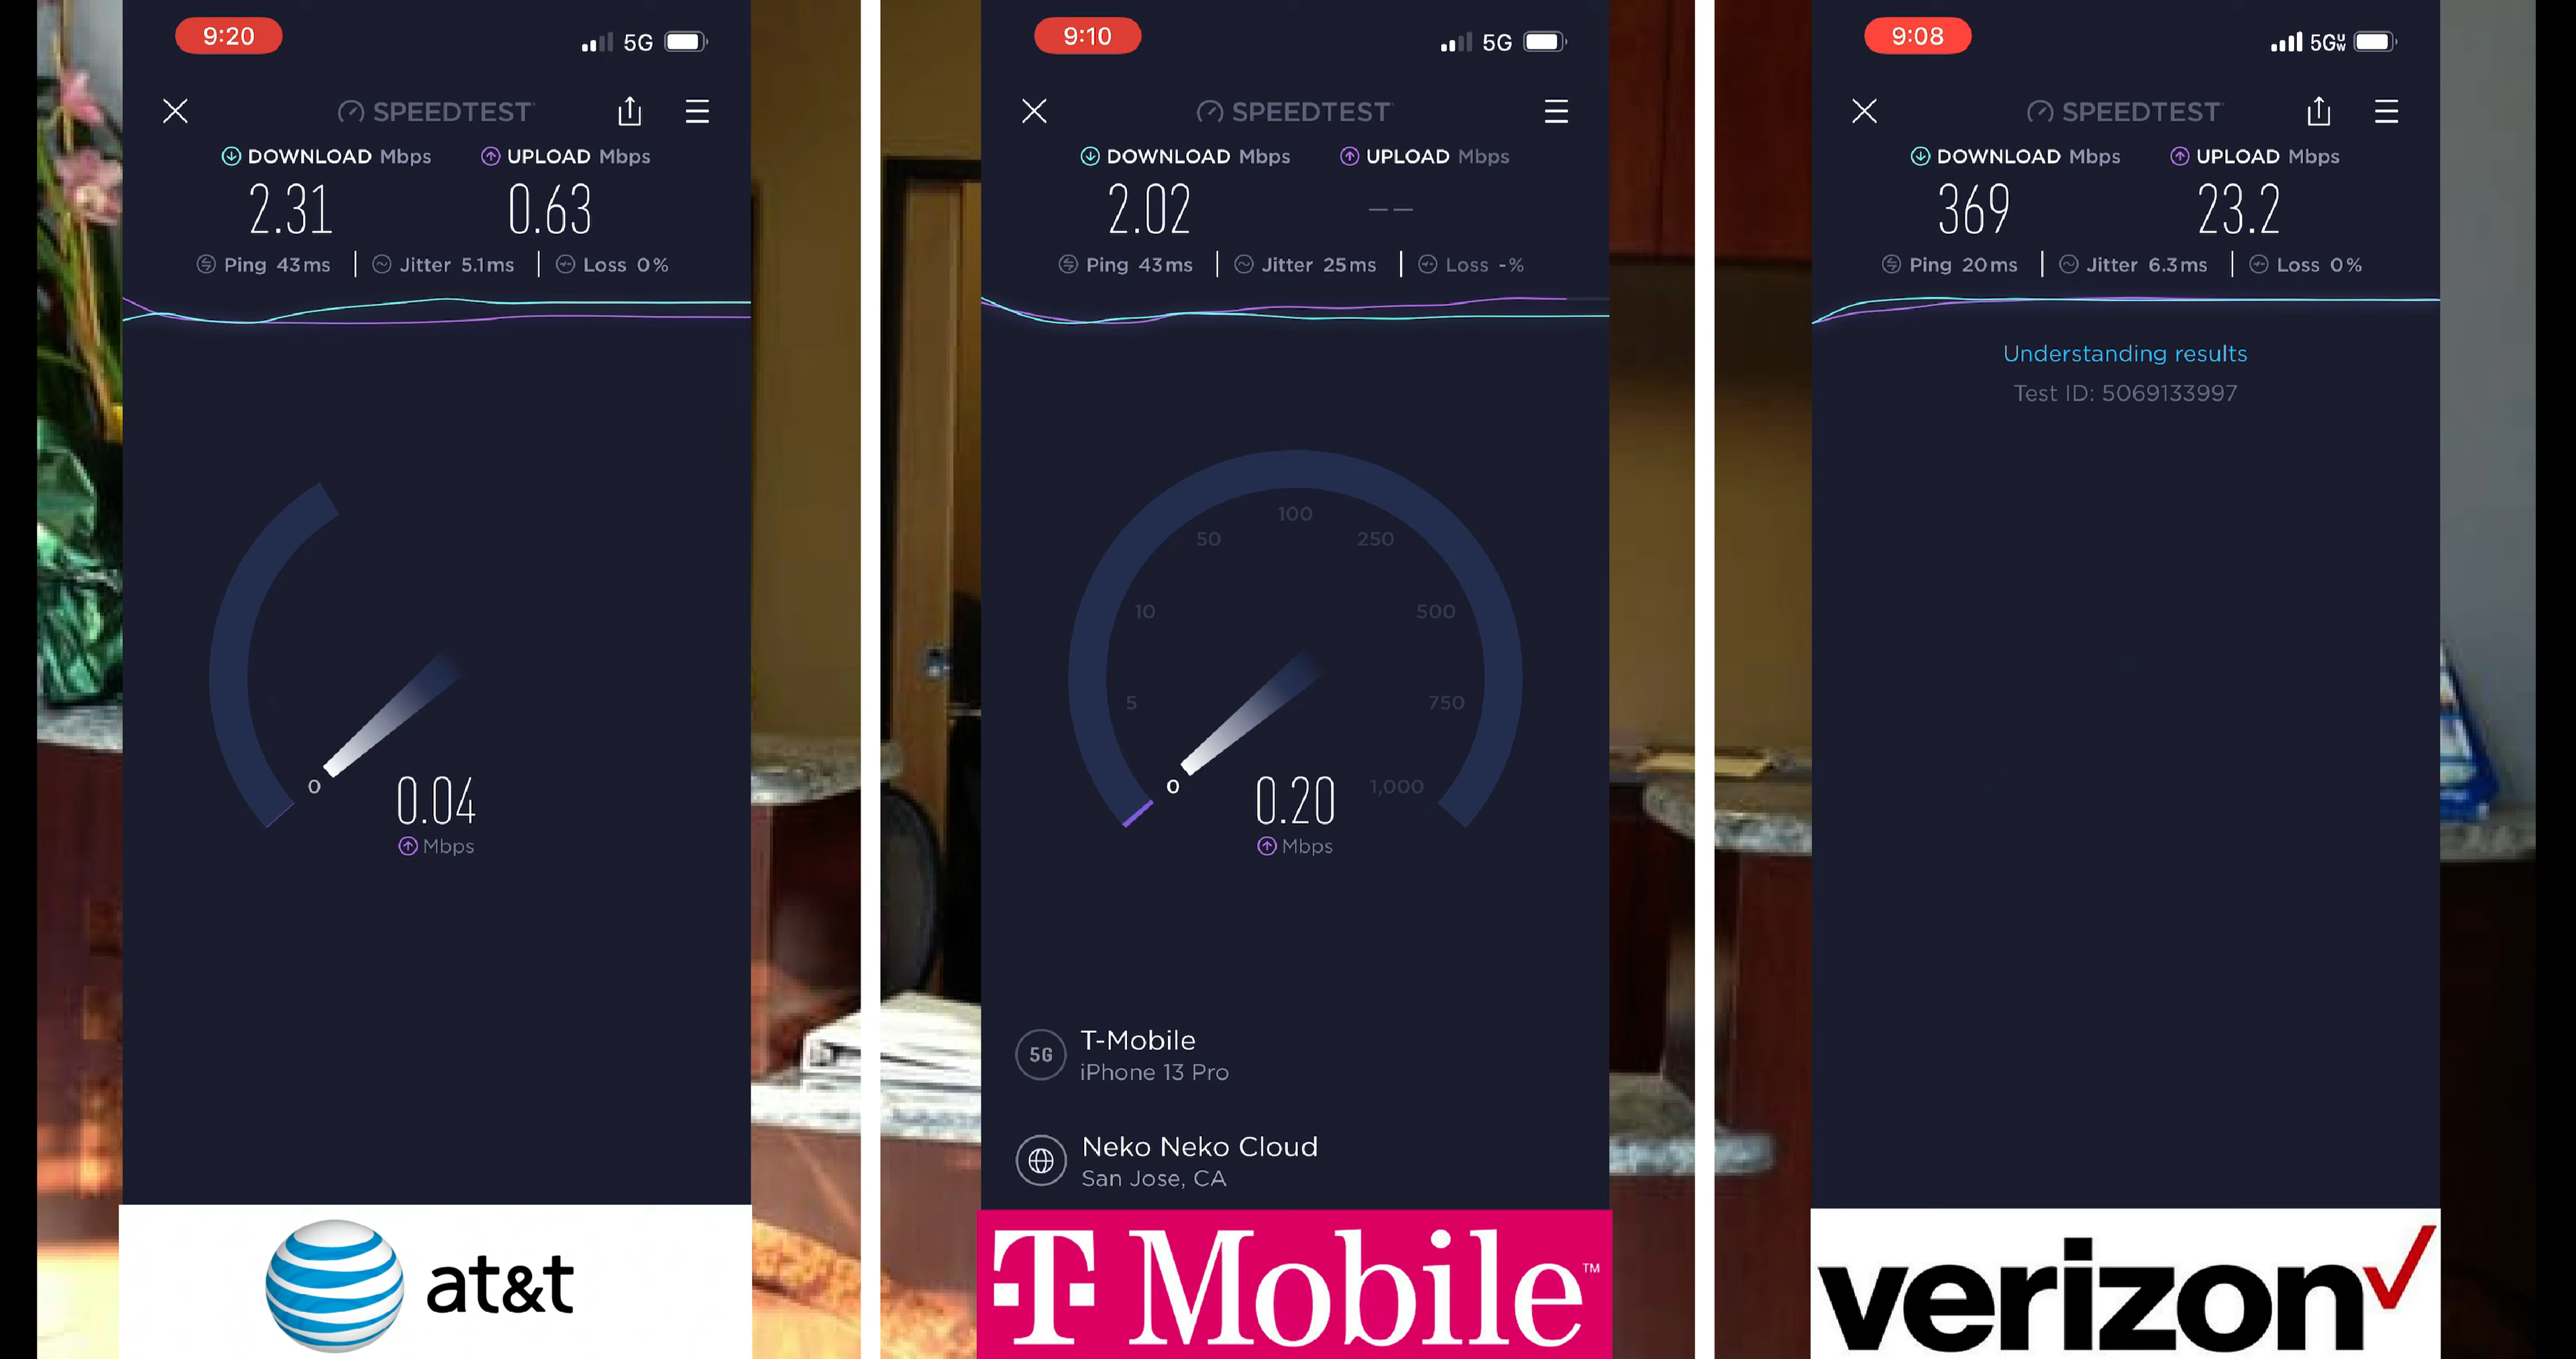 9:20
5G
SPEEDTEST
DOWNLOAD Mbps
UPLOAD Mbps
2.31
0.63
Ping 43ms
Jitter 5.1ms
Loss 0%
0
0.04
Mbps
at&t
9:10
5G
SPEEDTEST
DOWNLOAD Mbps
UPLOAD Mbps
2.02
——
Ping 43ms
Jitter 25ms
Loss -%
0
5
10
50
100
250
500
750
1,000
0.20
Mbps
5G
T-Mobile
iPhone 13 Pro
Neko Neko Cloud
San Jose, CA
T Mobile™
9:08
5GUW
SPEEDTEST
DOWNLOAD Mbps
UPLOAD Mbps
369
23.2
Ping 20ms
Jitter 6.3ms
Loss 0%
Understanding results
Test ID: 5069133997
verizon